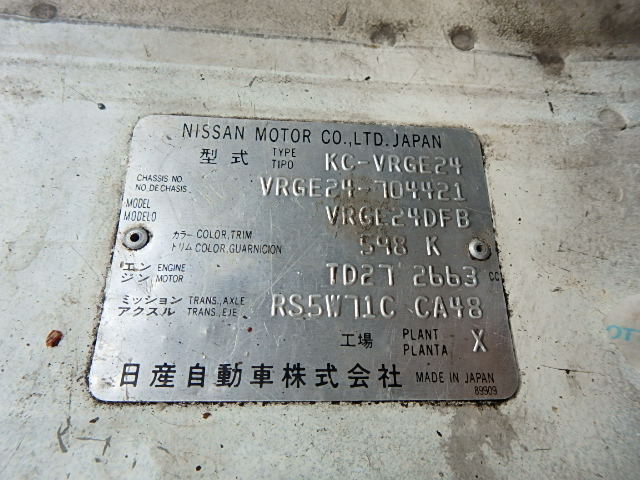 NISSAN MOTOR CO.,LTD. JAPAN
型式 TYPE TIPO KC-VRGE24
CHASSIS NO. NO. DE CHASIS. VRGE24-704421
MODEL MODELO VRGE24DFB
カラー COLOR, TRIM トリム COLOR, GUARNICION 598 K
エンジン ENGINE MOTOR TD27 2663 CC
ミッション TRANS., AXLE アクスル TRANS., EJE RS5W71C CA48
工場 PLANT PLANTA X
日産自動車株式会社 MADE IN JAPAN
89909